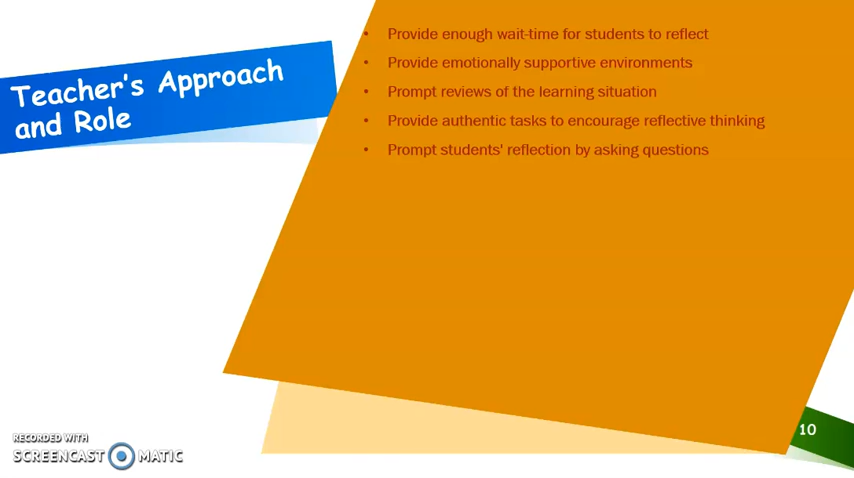 Teacher's Approach
and Role
• Provide enough wait-time for students to reflect
• Provide emotionally supportive environments
• Prompt reviews of the learning situation
• Provide authentic tasks to encourage reflective thinking
• Prompt students' reflection by asking questions
10
RECORDED WITH
SCREENCAST MATIC